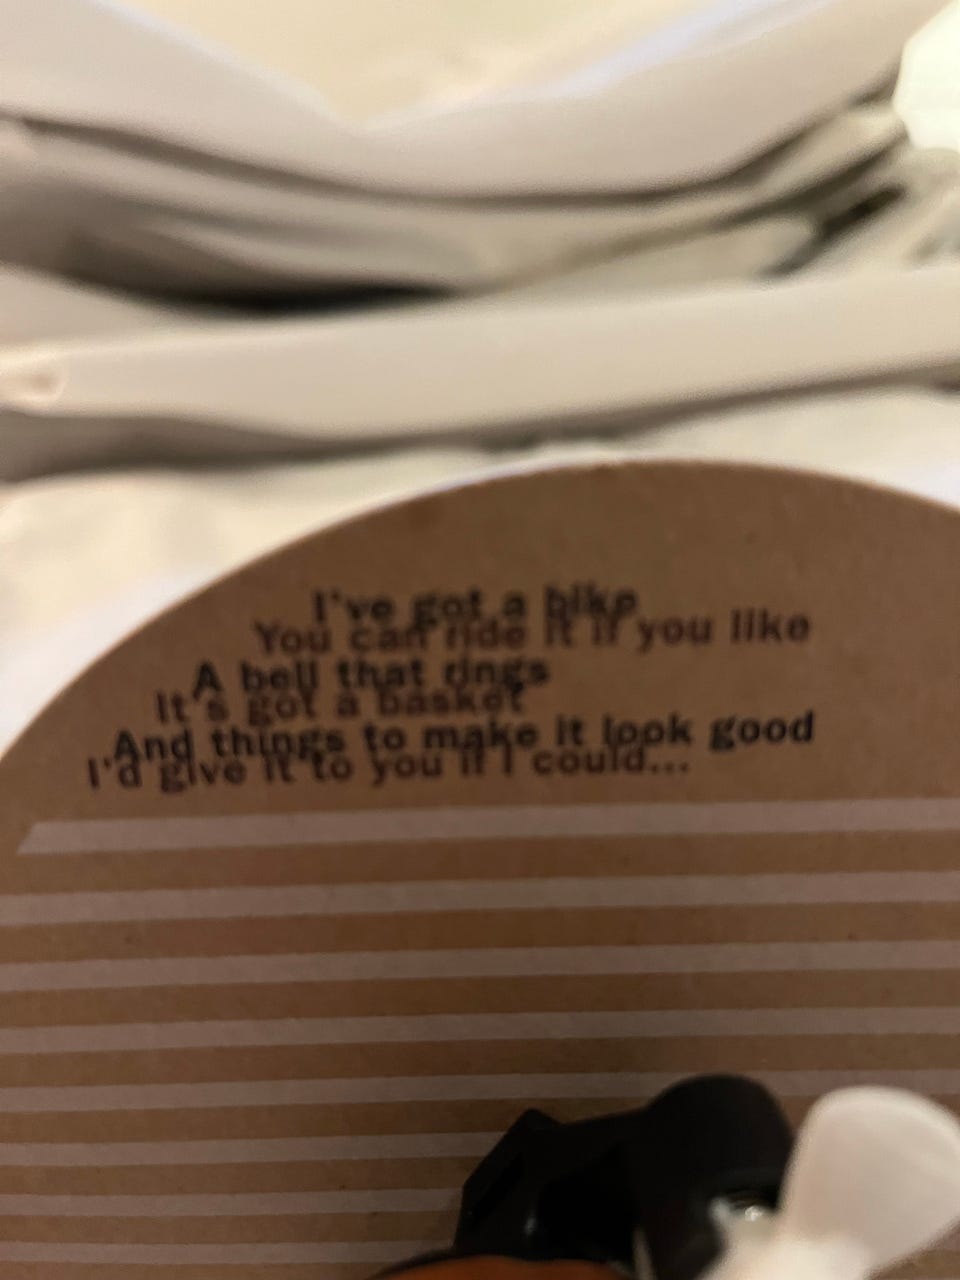 I've got a bike
You can ride it if you like
A bell that rings
It's got a basket
And things to make it look good
I'd give it to you if I could...